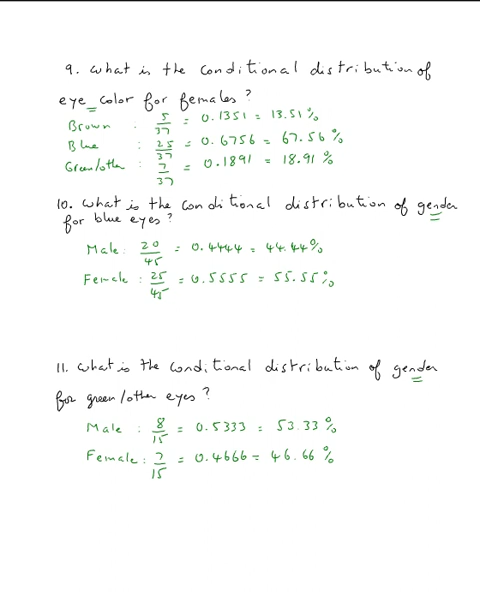 9. What is the conditional distribution of
eye color for females?
Brown : 5/37 = 0.1351 = 13.51%
Blue : 25/37 = 0.6756 = 67.56%
Green/other : 7/37 = 0.1891 = 18.91%
10. What is the conditional distribution of gender
for blue eyes?
Male : 20/45 = 0.4444 = 44.44%
Female : 25/45 = 0.5555 = 55.55%
11. What is the conditional distribution of gender
for green/other eyes?
Male : 8/15 = 0.5333 = 53.33%
Female : 7/15 = 0.4666 = 46.66%